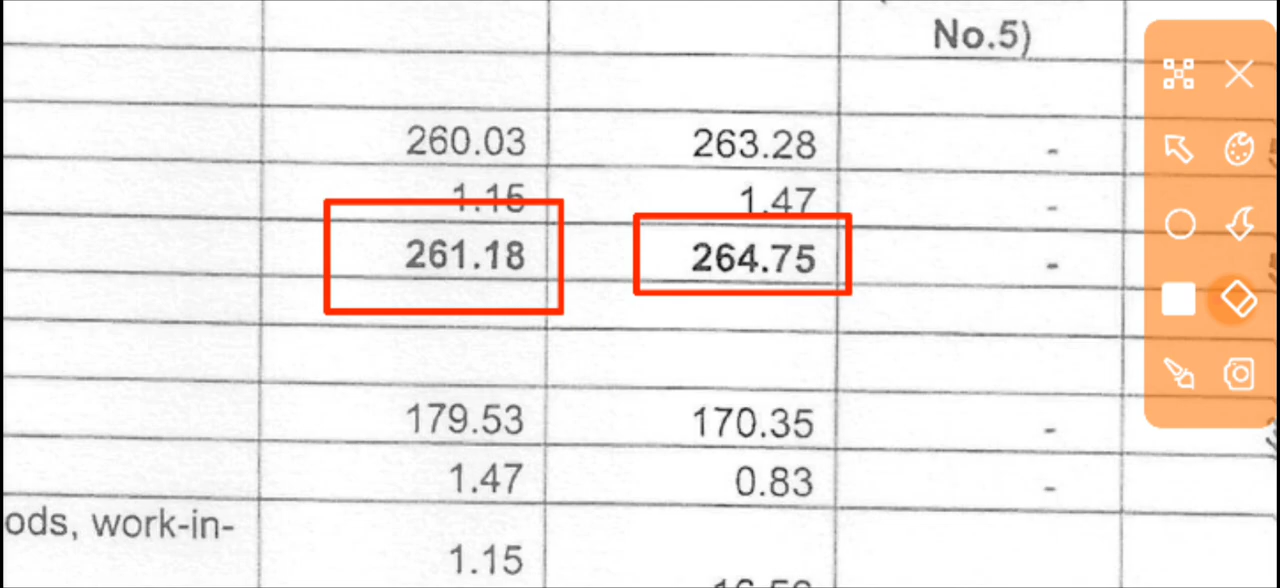 No.5)
260.03 263.28 -
1.15 1.47 -
261.18 264.75 -
179.53 170.35 -
1.47 0.83 -
ods, work-in-
1.15